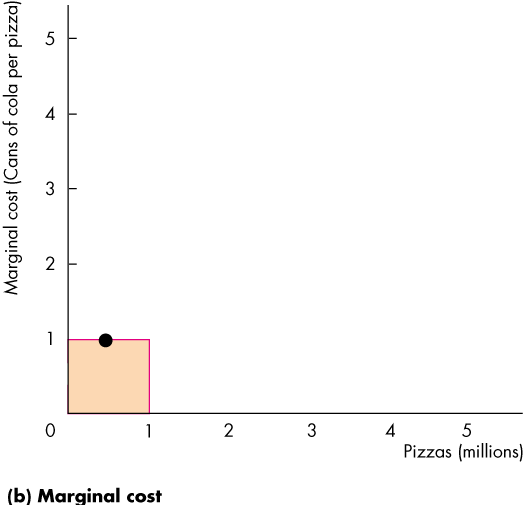 Marginal cost (Cans of cola per pizza)
5
4
3
2
1
0 1 2 3 4 5
Pizzas (millions)
(b) Marginal cost